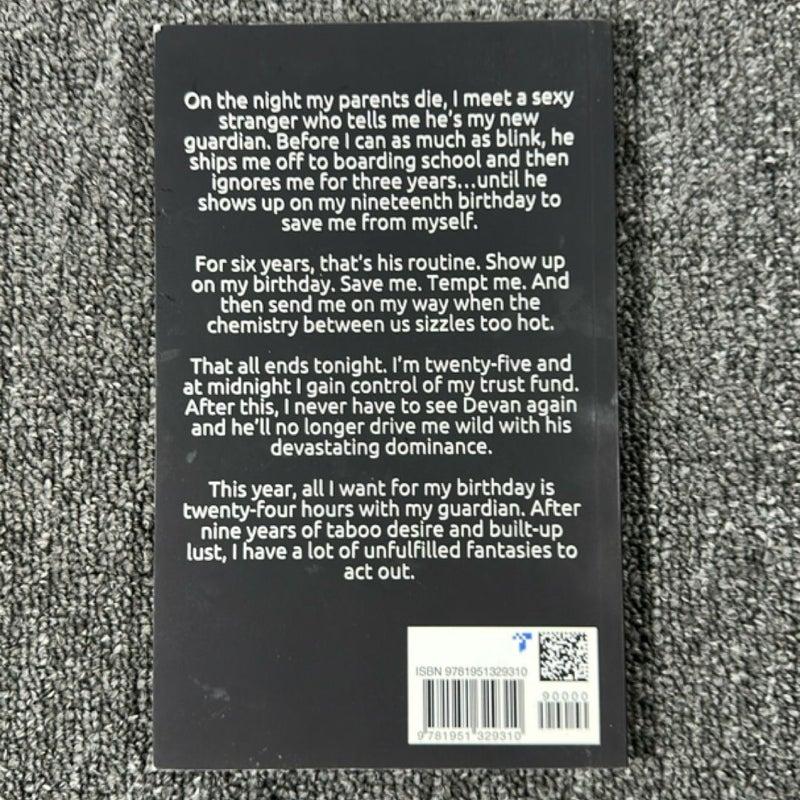 On the night my parents die, I meet a sexy
stranger who tells me he's my new
guardian. Before I can as much as blink, he
ships me off to boarding school and then
ignores me for three years...until he
shows up on my nineteenth birthday to
save me from myself.
For six years, that's his routine. Show up
on my birthday. Save me. Tempt me. And
then send me on my way when the
chemistry between us sizzles too hot.
That all ends tonight. I'm twenty-five and
at midnight I gain control of my trust fund.
After this, I never have to see Devan again
and he'll no longer drive me wild with his
devastating dominance.
This year, all I want for my birthday is
twenty-four hours with my guardian. After
nine years of taboo desire and built-up
lust, I have a lot of unfulfilled fantasies to
act out.
ISBN 9781951329310
90000
9 781951 329310